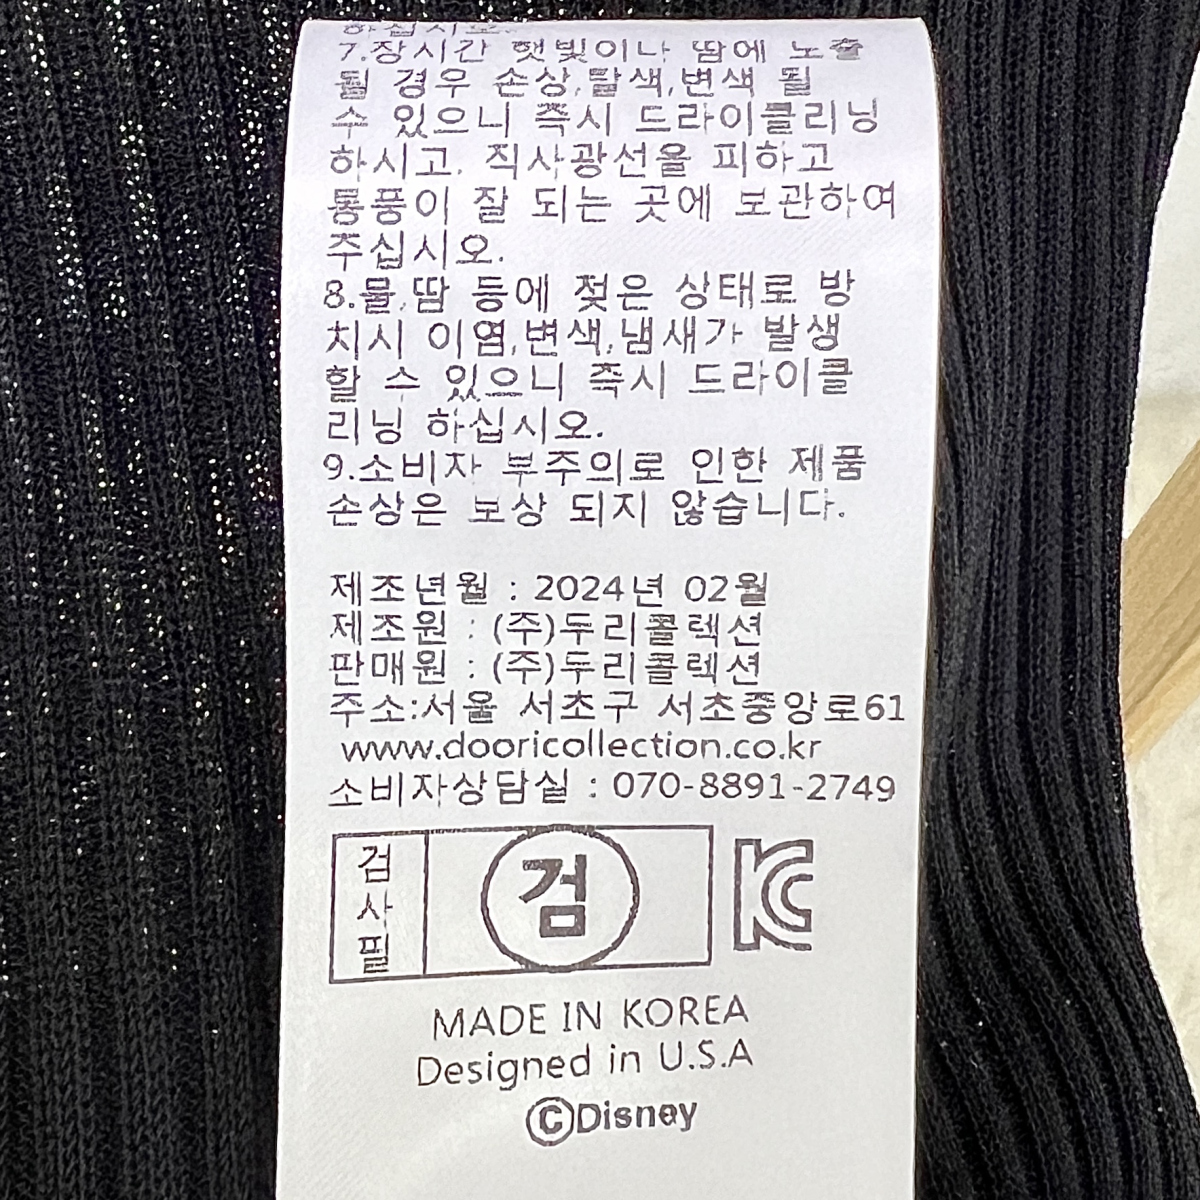 하십시오.
7.장시간 햇빛이나 땀에 노출
될 경우 손상,탈색,변색 될
수 있으니 즉시 드라이클리닝
하시고, 직사광선을 피하고
통풍이 잘 되는 곳에 보관하여
주십시오.
8.물,땀 등에 젖은 상태로 방
치시 이염,변색,냄새가 발생
할 수 있으니 즉시 드라이클
리닝 하십시오.
9.소비자 부주의로 인한 제품
손상은 보상 되지 않습니다.
제조년월 : 2024년 02월
제조원 : (주)두리콜렉션
판매원 : (주)두리콜렉션
주소:서울 서초구 서초중앙로61
www.dooricollection.co.kr
소비자상담실 : 070-8891-2749
검사필
검
KC
MADE IN KOREA
Designed in U.S.A
©Disney